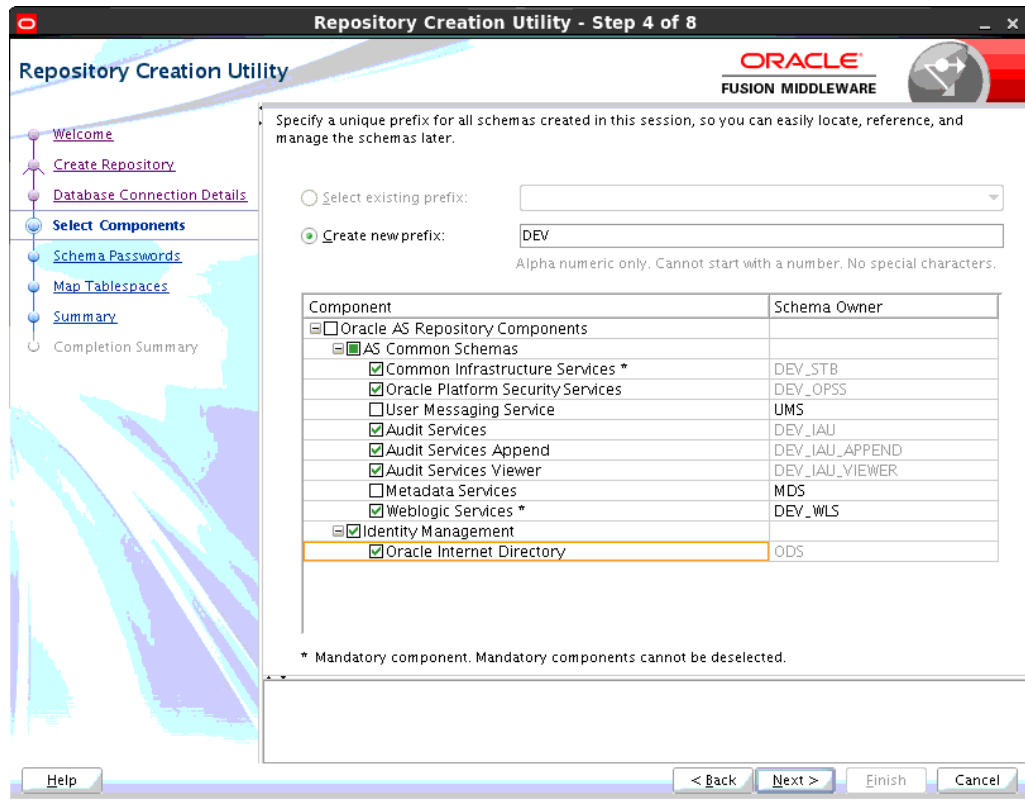 Repository Creation Utility - Step 4 of 8
Repository Creation Utility
ORACLE
FUSION MIDDLEWARE
Welcome
Create Repository
Database Connection Details
Select Components
Schema Passwords
Map Tablespaces
Summary
Completion Summary
Specify a unique prefix for all schemas created in this session, so you can easily locate, reference, and
manage the schemas later.
Select existing prefix:
Create new prefix: DEV
Alpha numeric only. Cannot start with a number. No special characters.
Component Schema Owner
Oracle AS Repository Components
AS Common Schemas
Common Infrastructure Services * DEV_STB
Oracle Platform Security Services DEV_OPSS
User Messaging Service UMS
Audit Services DEV_IAU
Audit Services Append DEV_IAU_APPEND
Audit Services Viewer DEV_IAU_VIEWER
Metadata Services MDS
Weblogic Services * DEV_WLS
Identity Management
Oracle Internet Directory ODS
* Mandatory component. Mandatory components cannot be deselected.
Help < Back Next > Finish Cancel